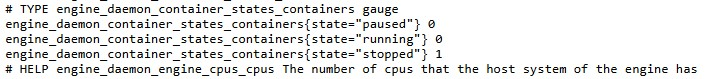 # TYPE engine_daemon_container_states_containers gauge
engine_daemon_container_states_containers{state="paused"} 0
engine_daemon_container_states_containers{state="running"} 0
engine_daemon_container_states_containers{state="stopped"} 1
# HELP engine_daemon_engine_cpus_cpus The number of cpus that the host system of the engine has